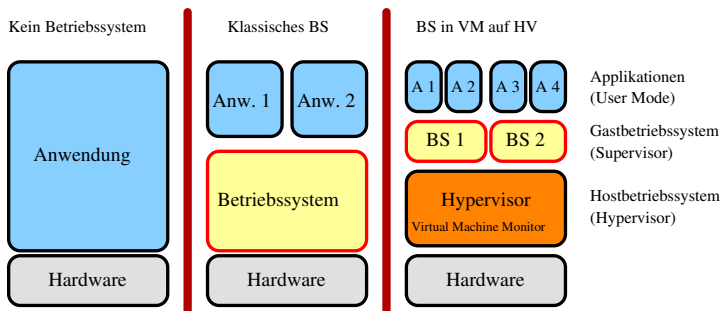 Kein Betriebssystem
Klassisches BS
BS in VM auf HV
Anwendung
Hardware
Anw. 1
Anw. 2
Betriebssystem
Hardware
A 1
A 2
A 3
A 4
BS 1
BS 2
Hypervisor
Virtual Machine Monitor
Hardware
Applikationen
(User Mode)
Gastbetriebssystem
(Supervisor)
Hostbetriebssystem
(Hypervisor)